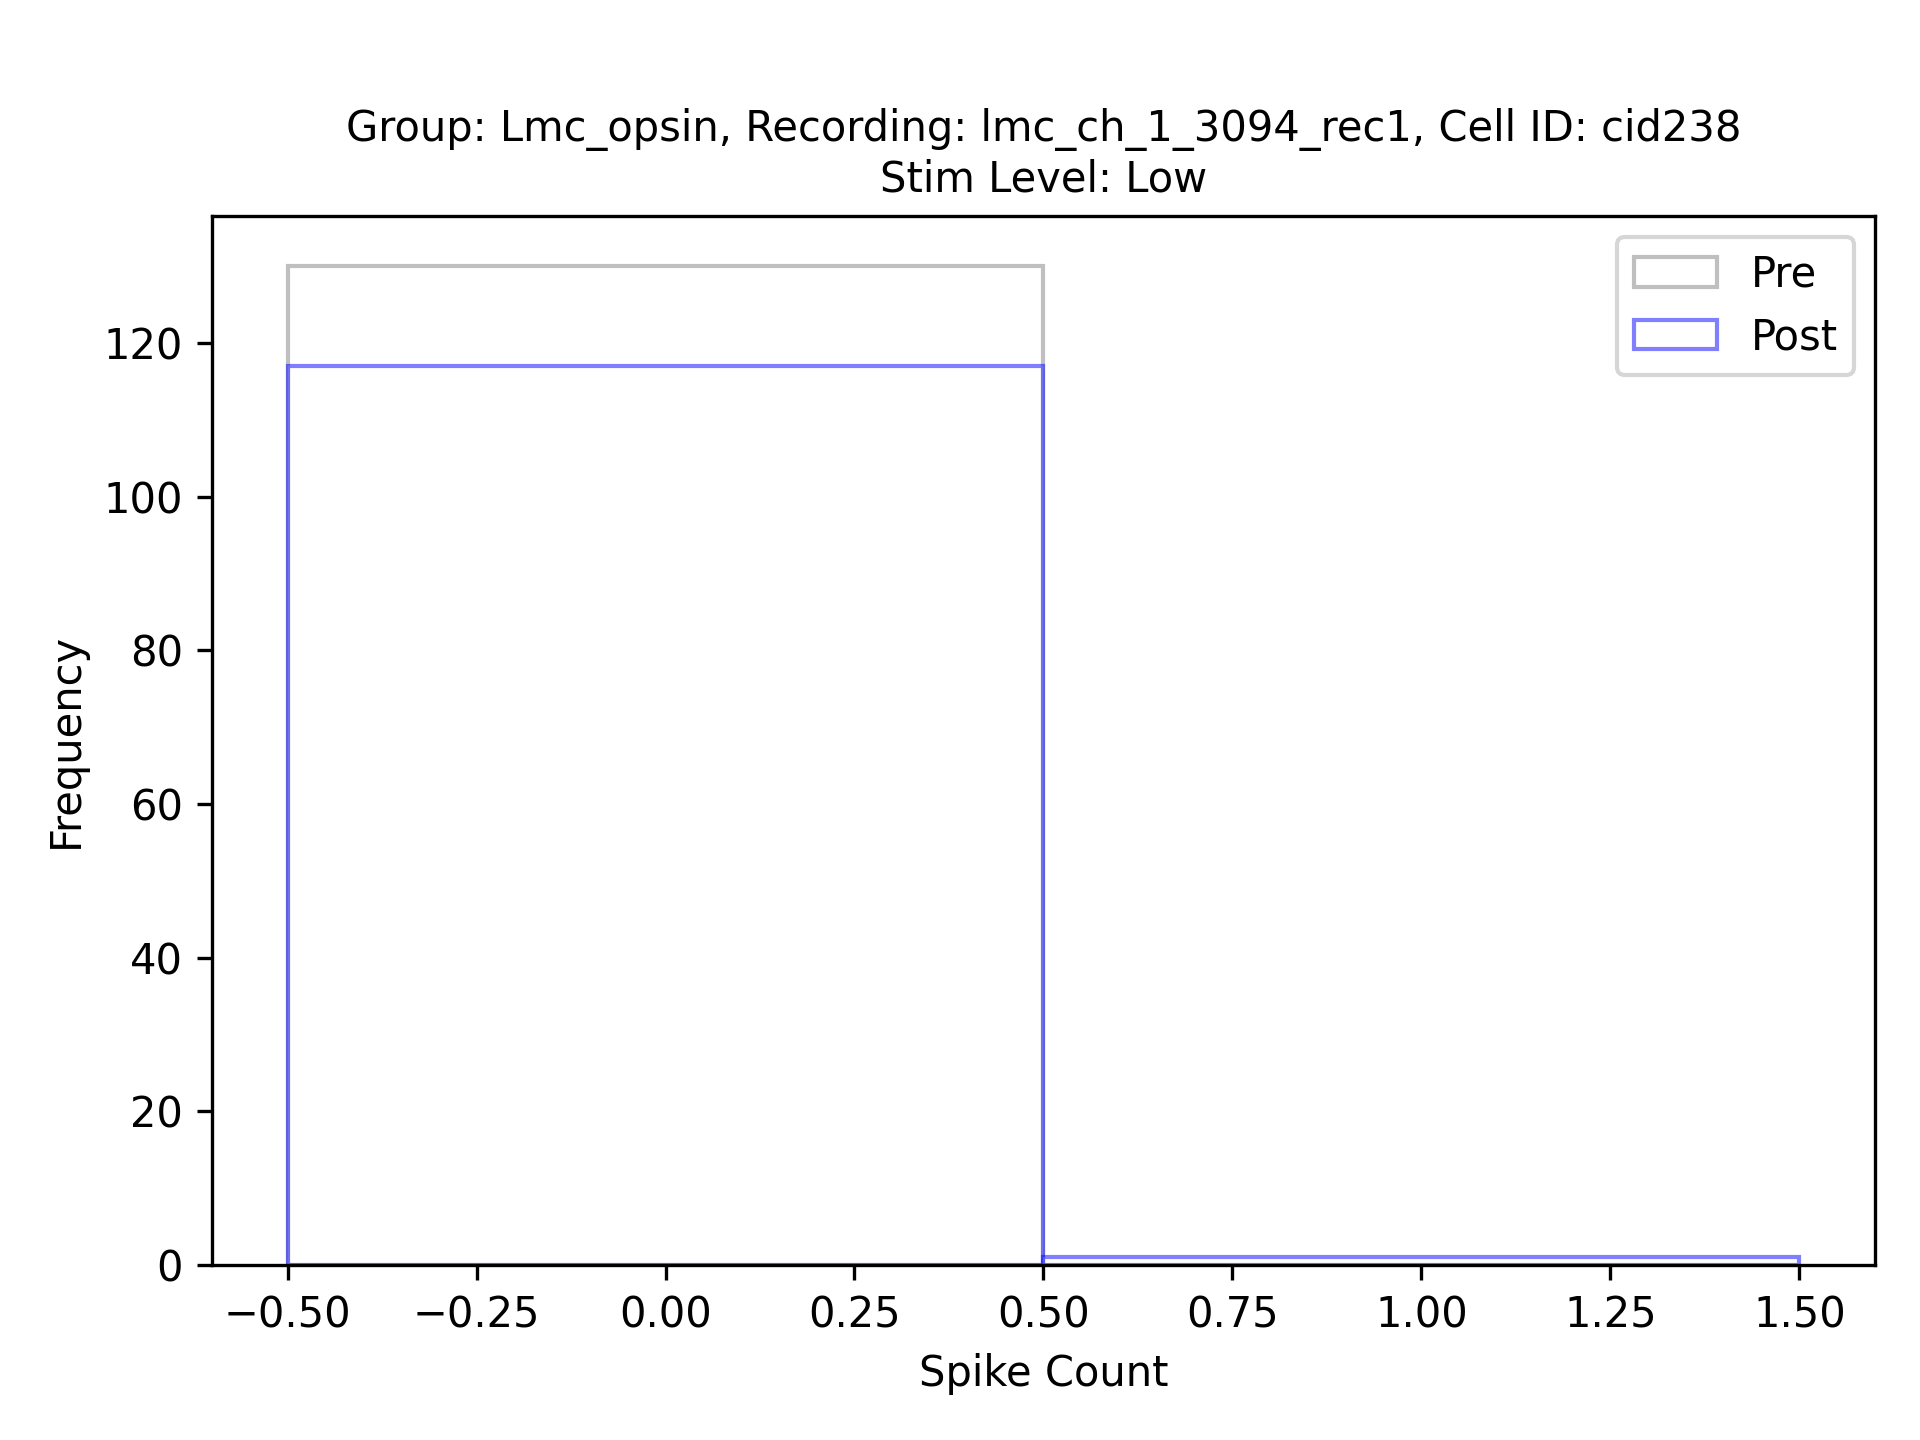 Group: Lmc_opsin, Recording: lmc_ch_1_3094_rec1, Cell ID: cid238
Stim Level: Low
Pre
Post
120
100
80
60
40
20
0
Frequency
−0.50 −0.25 0.00 0.25 0.50 0.75 1.00 1.25 1.50
Spike Count